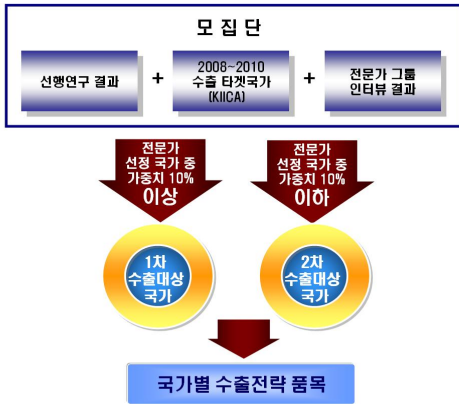 모 집 단
선행연구 결과
+
2008~2010
수출 타겟국가
(KIICA)
+
전문가 그룹
인터뷰 결과
전문가
선정 국가 중
가중치 10%
이상
전문가
선정 국가 중
가중치 10%
이하
1차
수출대상
국가
2차
수출대상
국가
국가별 수출전략 품목